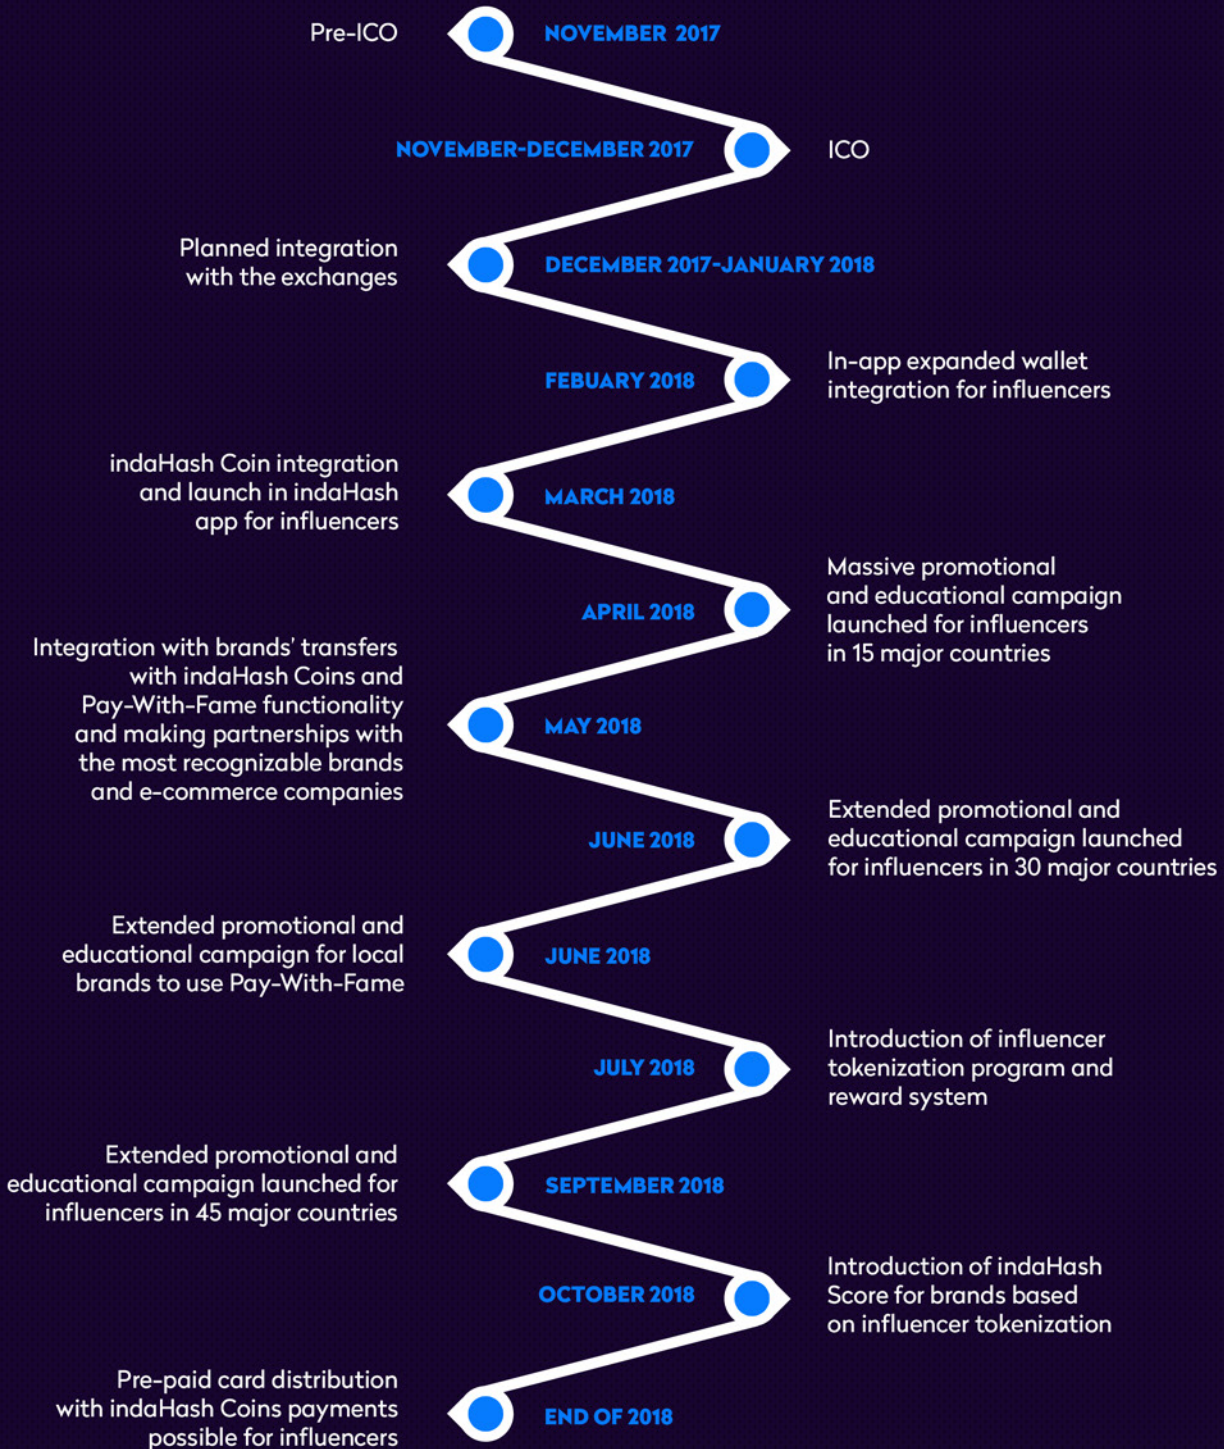 Pre-ICO
NOVEMBER 2017
NOVEMBER-DECEMBER 2017
ICO
Planned integration
with the exchanges
DECEMBER 2017-JANUARY 2018
FEBUARY 2018
In-app expanded wallet
integration for influencers
indaHash Coin integration
and launch in indaHash
app for influencers
MARCH 2018
APRIL 2018
Massive promotional
and educational campaign
launched for influencers
in 15 major countries
Integration with brands' transfers
with indaHash Coins and
Pay-With-Fame functionality
and making partnerships with
the most recognizable brands
and e-commerce companies
MAY 2018
JUNE 2018
Extended promotional and
educational campaign launched
for influencers in 30 major countries
Extended promotional and
educational campaign for local
brands to use Pay-With-Fame
JUNE 2018
JULY 2018
Introduction of influencer
tokenization program and
reward system
Extended promotional and
educational campaign launched for
influencers in 45 major countries
SEPTEMBER 2018
OCTOBER 2018
Introduction of indaHash
Score for brands based
on influencer tokenization
Pre-paid card distribution
with indaHash Coins payments
possible for influencers
END OF 2018